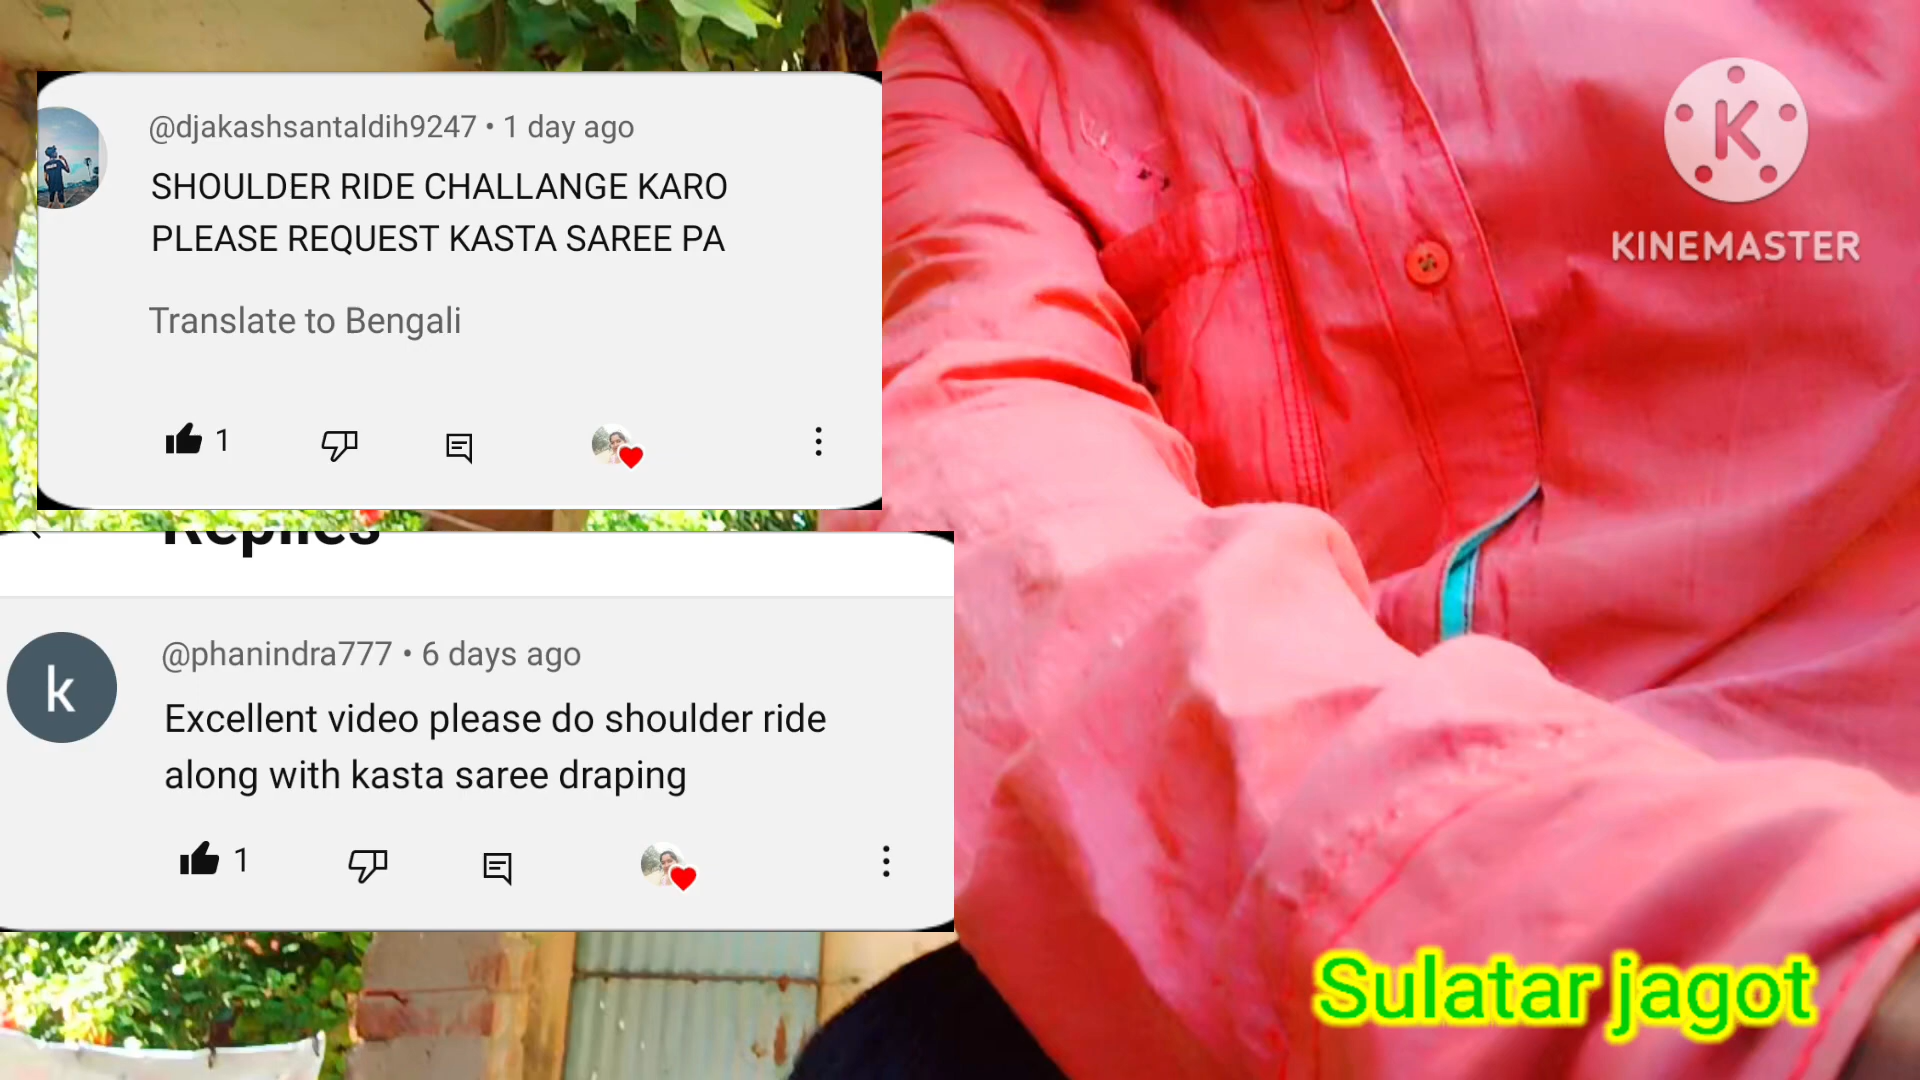 @djakashsantaldih9247 • 1 day ago
SHOULDER RIDE CHALLANGE KARO
PLEASE REQUEST KASTA SAREE PA
Translate to Bengali
1
Replies
@phanindra777 • 6 days ago
k
Excellent video please do shoulder ride
along with kasta saree draping
1
K
KINEMASTER
Sulatar jagot